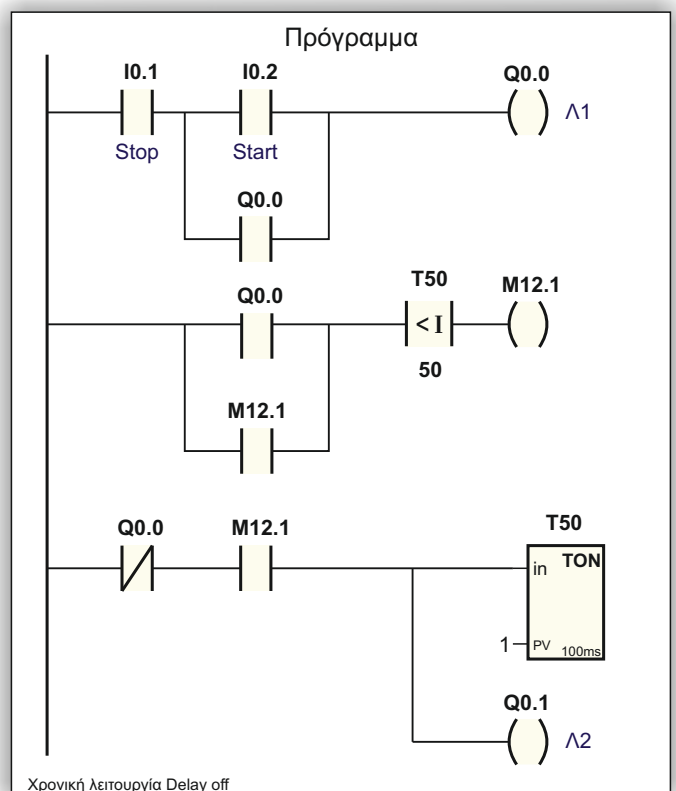 Πρόγραμμα
I0.1 I0.2 Q0.0
Λ1
Stop Start
Q0.0
Q0.0 T50 M12.1
< I
50
M12.1
Q0.0 M12.1 T50
in TON
1 PV 100ms
Q0.1
Λ2
Χρονική λειτουργία Delay off